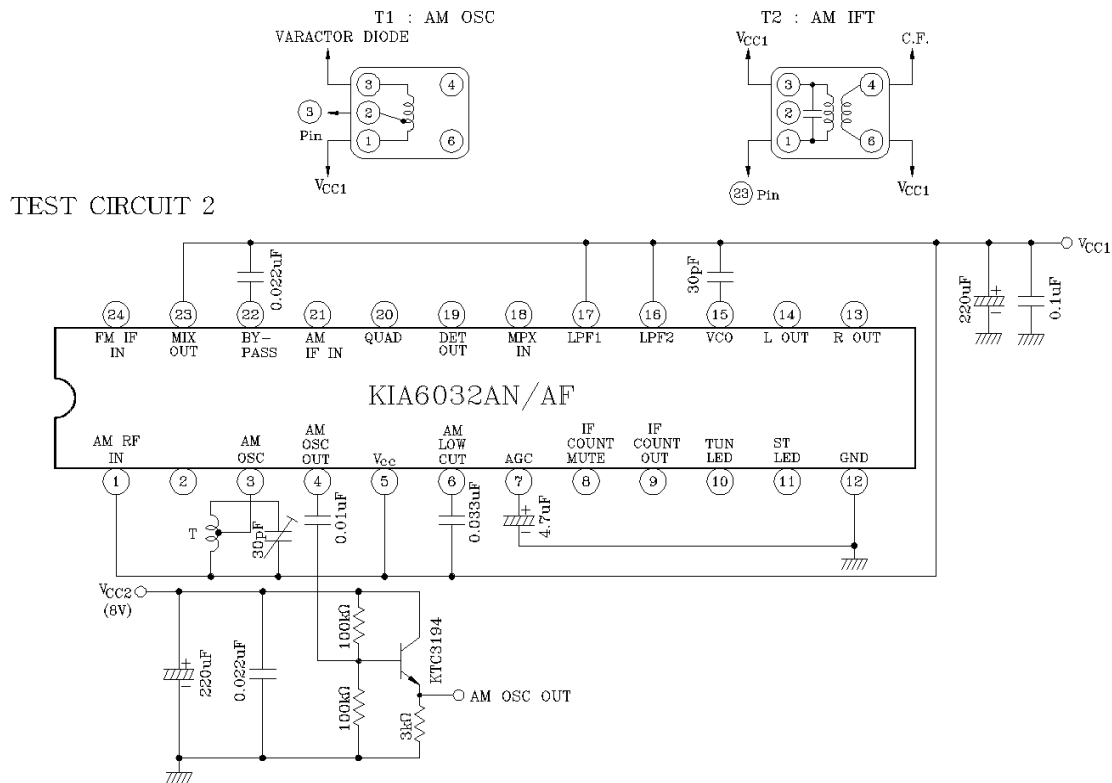 T1 : AM OSC
T2 : AM IFT
VARACTOR DIODE
VCC1
C.F.
3
4
3
4
3
2
2
Pin
1
6
1
6
VCC1
23 Pin
VCC1
TEST CIRCUIT 2
VCC1
0.022uF
30pF
220uF
+
-
0.1uF
24
23
22
21
20
19
18
17
16
15
14
13
FM IF IN
MIX OUT
BY-PASS
AM IF IN
QUAD
DET OUT
MPX IN
LPF1
LPF2
VCO
L OUT
R OUT
KIA6032AN/AF
AM RF IN
AM OSC
AM OSC OUT
Vcc
AM LOW CUT
AGC
IF COUNT MUTE
IF COUNT OUT
TUN LED
ST LED
GND
1
2
3
4
5
6
7
8
9
10
11
12
T
30pF
0.01uF
0.033uF
+
-
4.7uF
VCC2
(8V)
+
-
220uF
0.022uF
100kΩ
KTC3194
100kΩ
3kΩ
AM OSC OUT